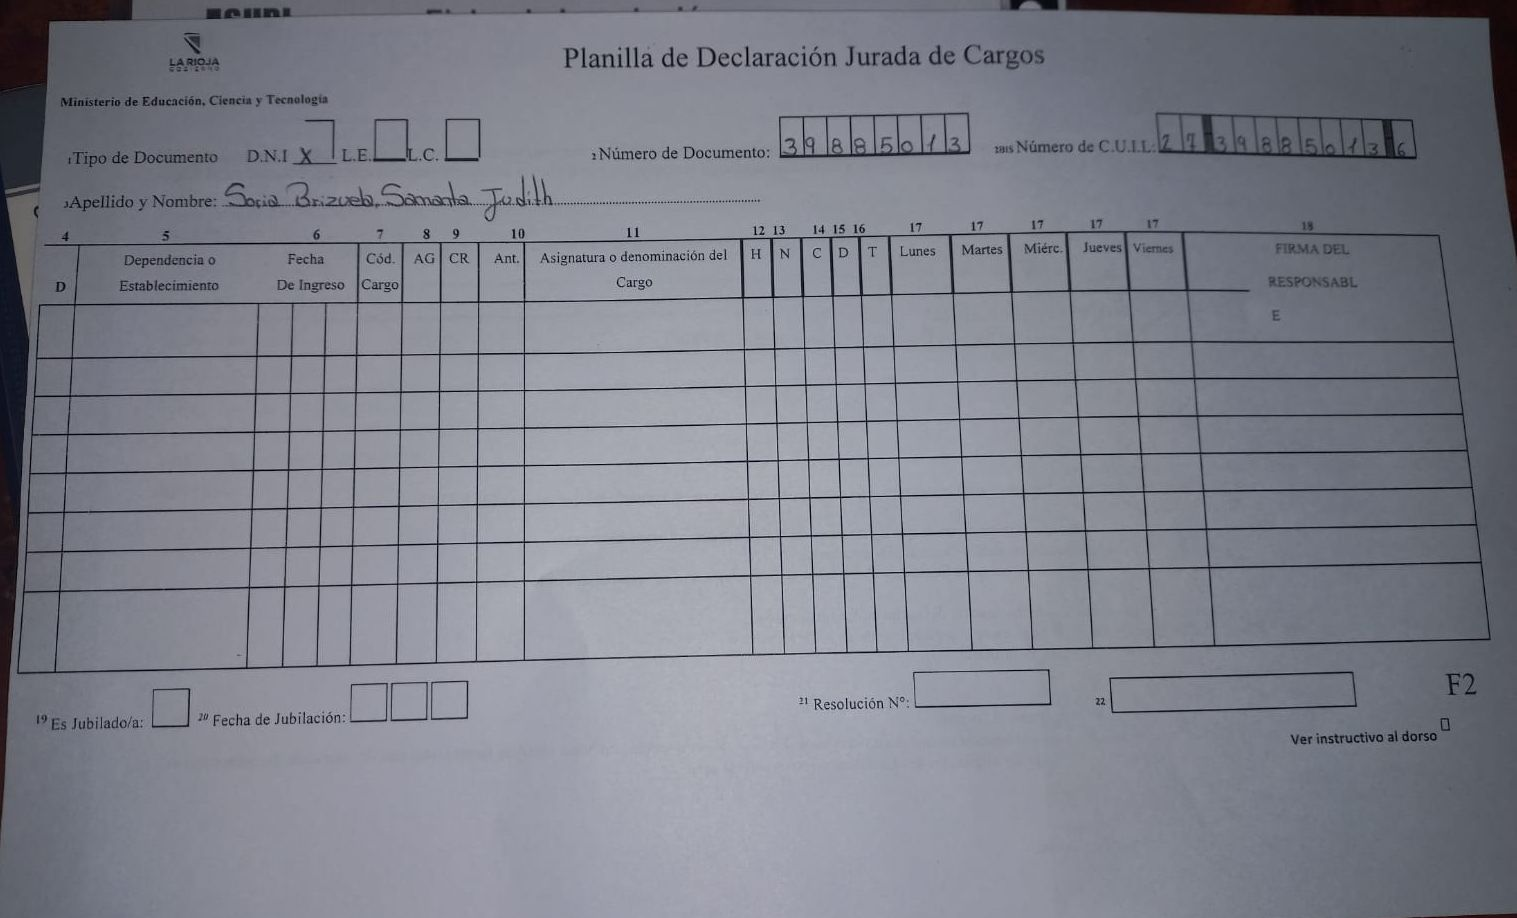 LA RIOJA
GOBIERNO
Planilla de Declaración Jurada de Cargos
Ministerio de Educación, Ciencia y Tecnología
1Tipo de Documento D.N.I X L.E. L.C. 2 Número de Documento: 39885013 Número de C.U.I.L: 27-39885013-6
3Apellido y Nombre: Soria Brizuela, Samanta Judith
4 5 6 7 8 9 10 11 12 13 14 15 16 17 17 17 17 17 18
D Dependencia o Establecimiento Fecha De Ingreso Cód. Cargo AG CR Ant. Asignatura o denominación del Cargo H N C D T Lunes Martes Miérc. Jueves Viernes FIRMA DEL RESPONSABL E
19 Es Jubilado/a: 20 Fecha de Jubilación: 21 Resolución N°: 22 F2
Ver instructivo al dorso